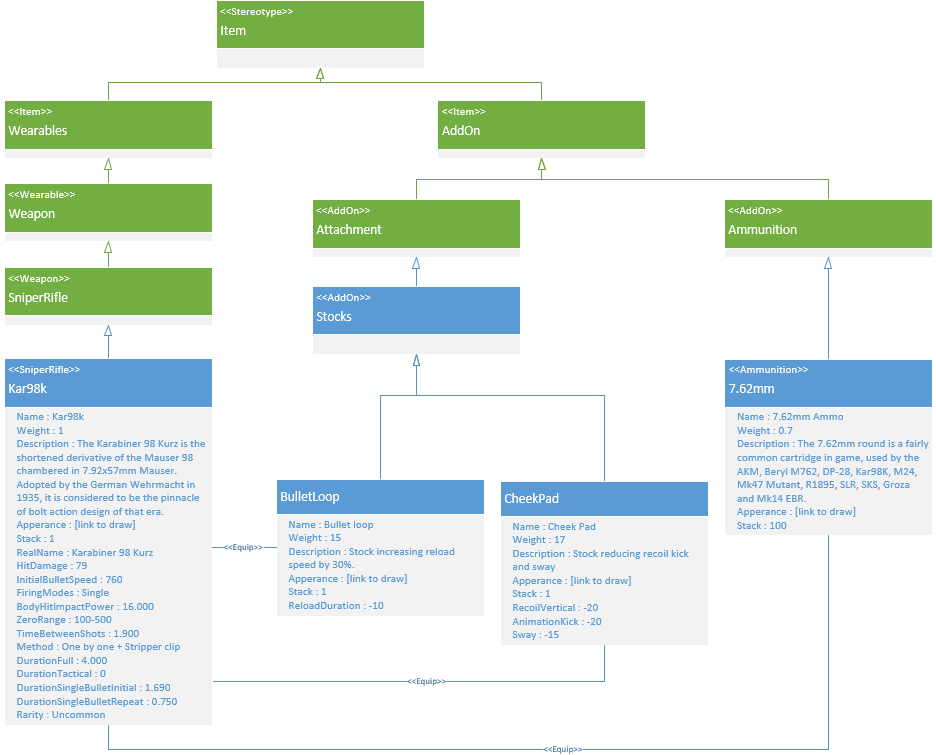 <<Stereotype>>
Item
<<Item>>
Wearables
<<Item>>
AddOn
<<Wearable>>
Weapon
<<AddOn>>
Attachment
<<AddOn>>
Ammunition
<<Weapon>>
SniperRifle
<<AddOn>>
Stocks
<<SniperRifle>>
Kar98k
Name : Kar98k
Weight : 1
Description : The Karabiner 98 Kurz is the
shortened derivative of the Mauser 98
chambered in 7.92x57mm Mauser.
Adopted by the German Wehrmacht in
1935, it is considered to be the pinnacle
of bolt action design of that era.
Apperance : [link to draw]
Stack : 1
RealName : Karabiner 98 Kurz
HitDamage : 79
InitialBulletSpeed : 760
FiringModes : Single
BodyHitImpactPower : 16.000
ZeroRange : 100-500
TimeBetweenShots : 1.900
Method : One by one + Stripper clip
DurationFull : 4.000
DurationTactical : 0
DurationSingleBulletInitial : 1.690
DurationSingleBulletRepeat : 0.750
Rarity : Uncommon
<<Ammunition>>
7.62mm
Name : 7.62mm Ammo
Weight : 0.7
Description : The 7.62mm round is a fairly
common cartridge in game, used by the
AKM, Beryl M762, DP-28, Kar98K, M24,
Mk47 Mutant, R1895, SLR, SKS, Groza
and Mk14 EBR.
Apperance : [link to draw]
Stack : 100
BulletLoop
Name : Bullet loop
Weight : 15
Description : Stock increasing reload
speed by 30%.
Apperance : [link to draw]
Stack : 1
ReloadDuration : -10
CheekPad
Name : Cheek Pad
Weight : 17
Description : Stock reducing recoil kick
and sway
Apperance : [link to draw]
Stack : 1
RecoilVertical : -20
AnimationKick : -20
Sway : -15
<<Equip>>
<<Equip>>
<<Equip>>